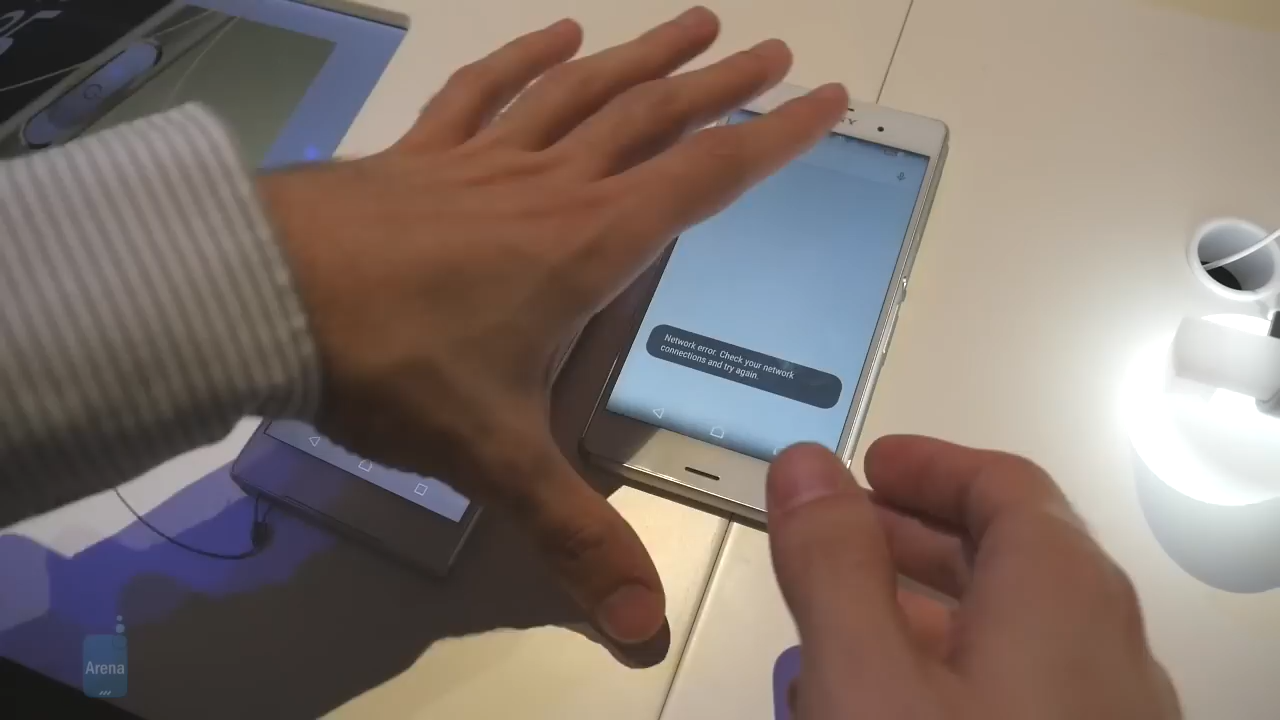 Network error. Check your network
connections and try again.
Arena